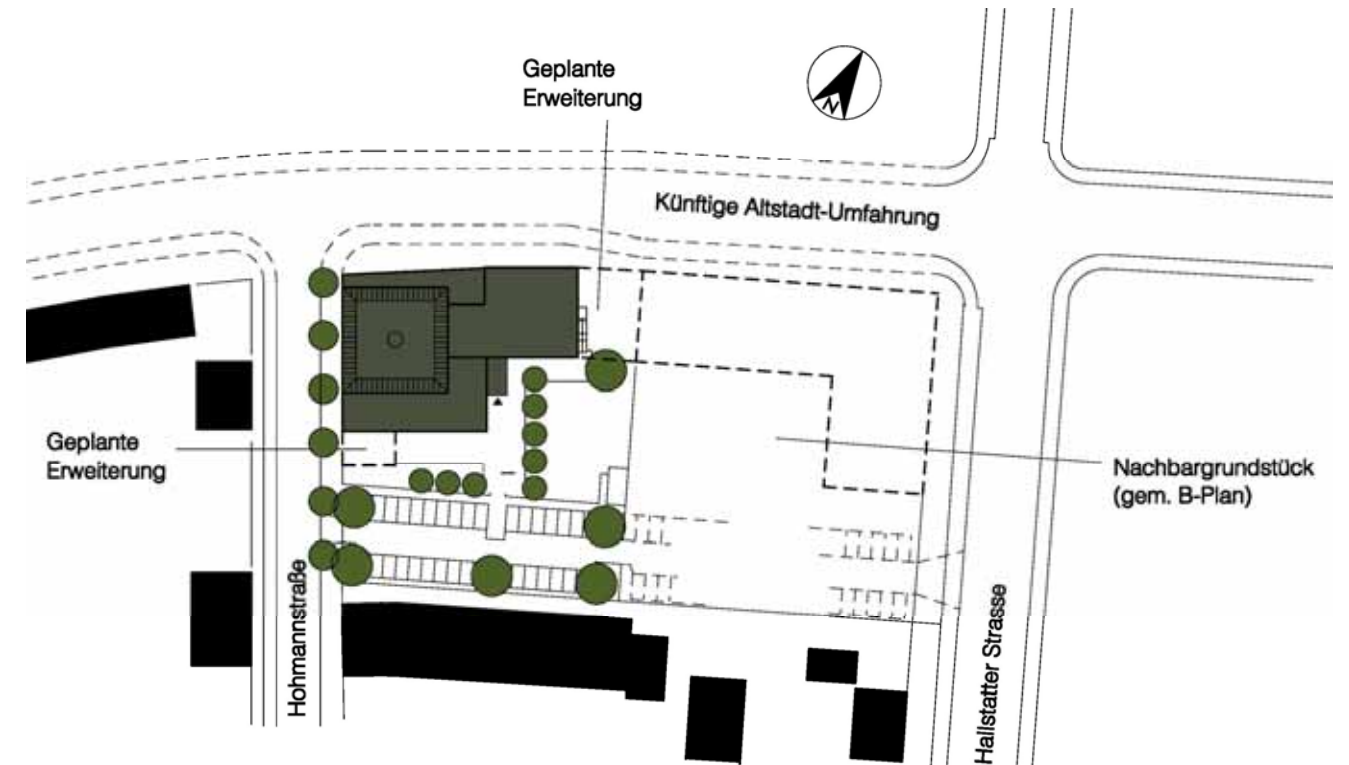 Geplante
Erweiterung
N
Künftige Altstadt-Umfahrung
Geplante
Erweiterung
Nachbargrundstück
(gem. B-Plan)
Hohmannstraße
Hallstatter Strasse